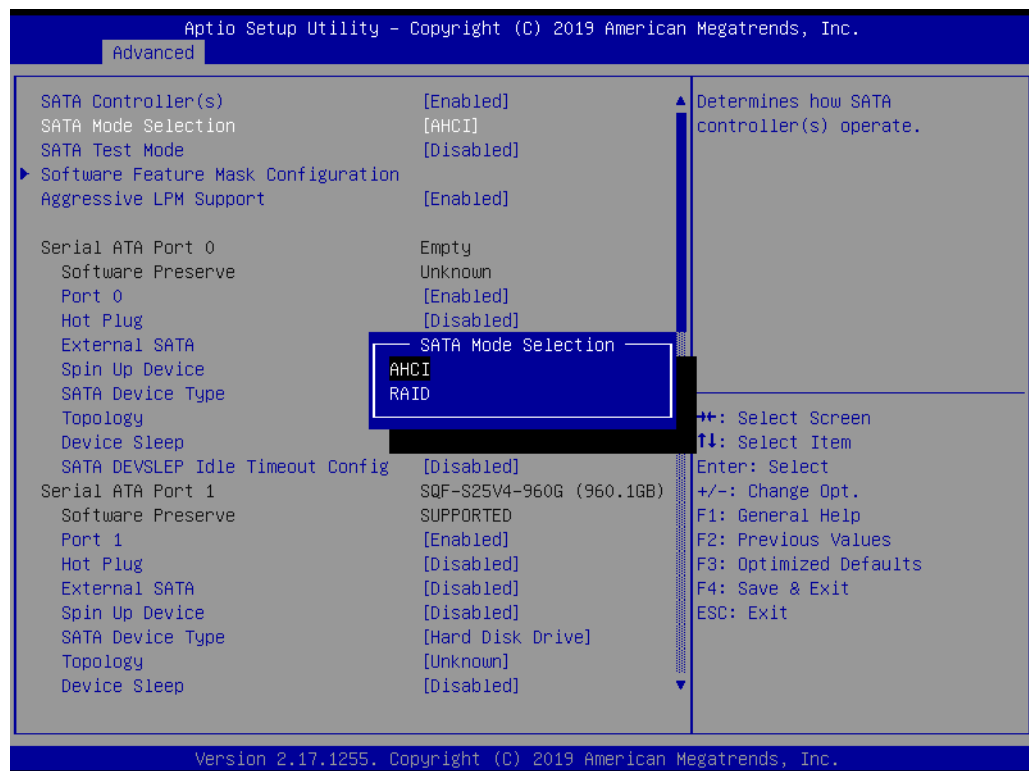 Aptio Setup Utility – Copyright (C) 2019 American Megatrends, Inc.
Advanced
SATA Controller(s) [Enabled]
SATA Mode Selection [AHCI]
SATA Test Mode [Disabled]
Software Feature Mask Configuration
Aggressive LPM Support [Enabled]
Serial ATA Port 0 Empty
Software Preserve Unknown
Port 0 [Enabled]
Hot Plug [Disabled]
External SATA
Spin Up Device
SATA Device Type
Topology
Device Sleep
SATA DEVSLEP Idle Timeout Config [Disabled]
Serial ATA Port 1 SQF-S25V4-960G (960.1GB)
Software Preserve SUPPORTED
Port 1 [Enabled]
Hot Plug [Disabled]
External SATA [Disabled]
Spin Up Device [Disabled]
SATA Device Type [Hard Disk Drive]
Topology [Unknown]
Device Sleep [Disabled]
SATA Mode Selection
AHCI
RAID
Determines how SATA
controller(s) operate.
→←: Select Screen
↑↓: Select Item
Enter: Select
+/-: Change Opt.
F1: General Help
F2: Previous Values
F3: Optimized Defaults
F4: Save & Exit
ESC: Exit
Version 2.17.1255. Copyright (C) 2019 American Megatrends, Inc.